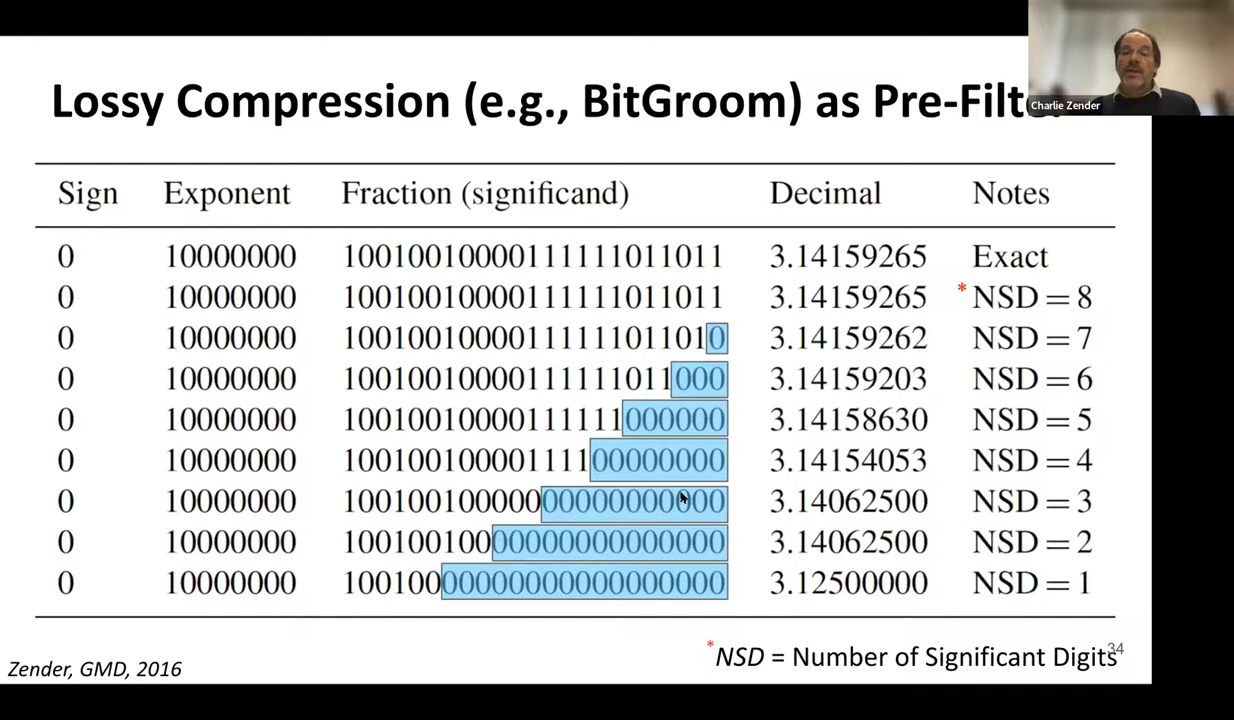 Lossy Compression (e.g., BitGroom) as Pre-Filter
Charlie Zender
Sign Exponent Fraction (significand) Decimal Notes
0 10000000 10010010000111111011011 3.14159265 Exact
0 10000000 10010010000111111011011 3.14159265 *NSD = 8
0 10000000 10010010000111111011010 3.14159262 NSD = 7
0 10000000 10010010000111111011000 3.14159203 NSD = 6
0 10000000 10010010000111111000000 3.14158630 NSD = 5
0 10000000 10010010000111100000000 3.14154053 NSD = 4
0 10000000 10010010000000000000000 3.14062500 NSD = 3
0 10000000 10010010000000000000000 3.14062500 NSD = 2
0 10000000 10010000000000000000000 3.12500000 NSD = 1
*NSD = Number of Significant Digits
34
Zender, GMD, 2016